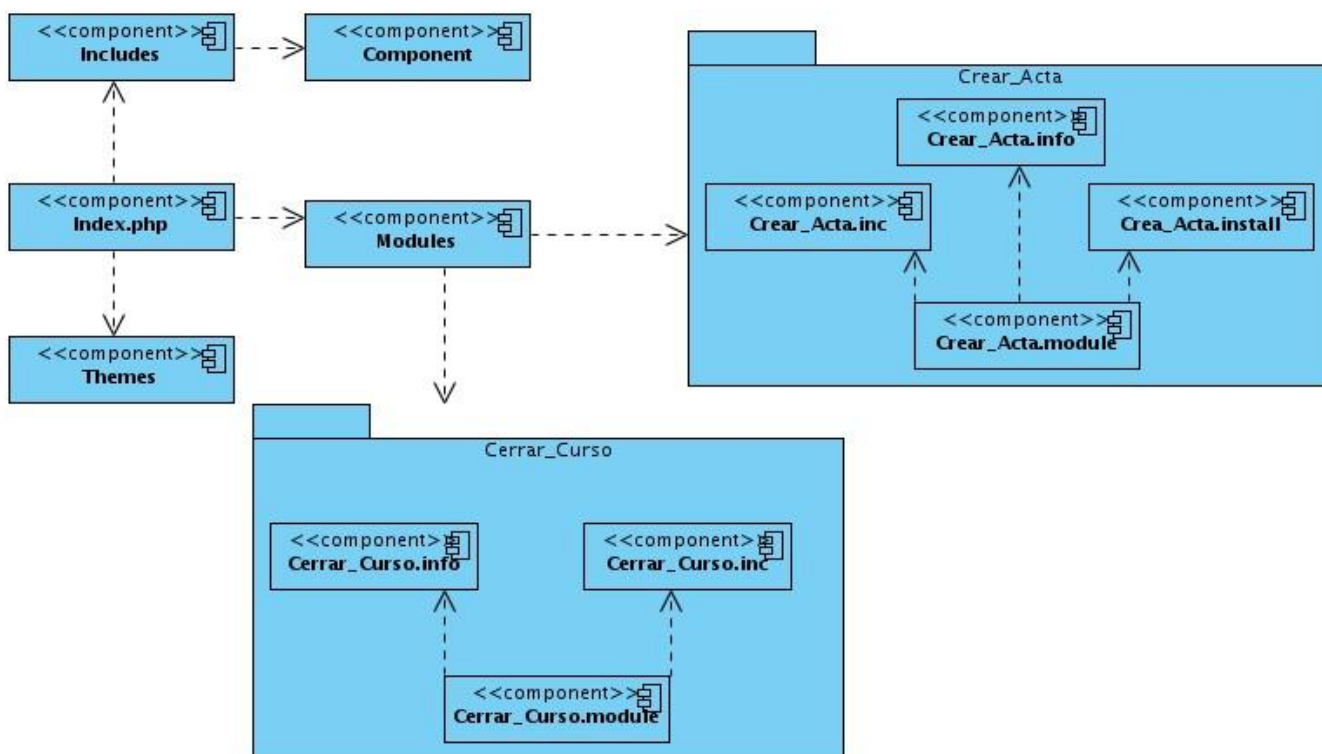 <<component>>
Includes
<<component>>
Component
Crear_Acta
<<component>>
Crear_Acta.info
<<component>>
Index.php
<<component>>
Modules
<<component>>
Crear_Acta.inc
<<component>>
Crea_Acta.install
<<component>>
Crear_Acta.module
<<component>>
Themes
Cerrar_Curso
<<component>>
Cerrar_Curso.info
<<component>>
Cerrar_Curso.inc
<<component>>
Cerrar_Curso.module